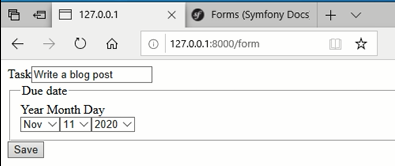 127.0.0.1
Forms (Symfony Docs
127.0.0.1:8000/form
Task Write a blog post
Due date
Year Month Day
Nov 11 2020
Save